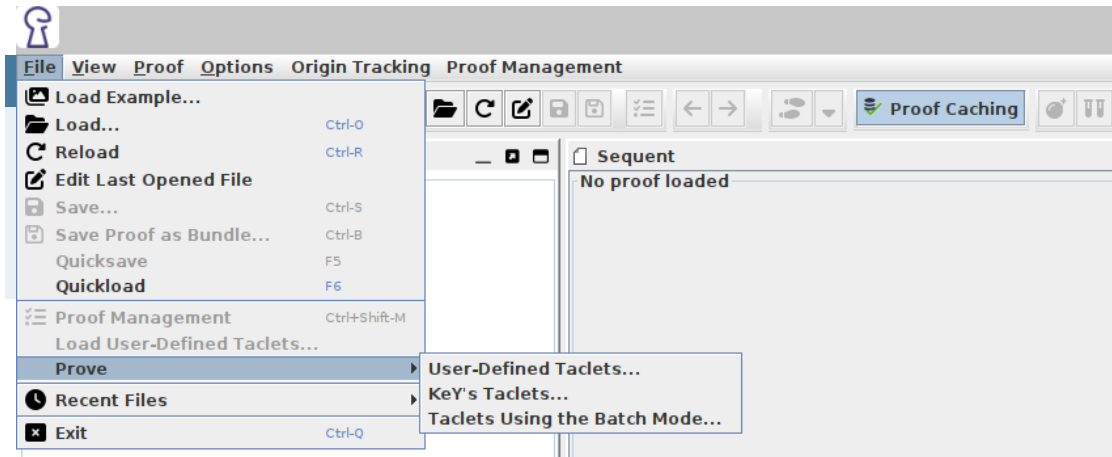 File View Proof Options Origin Tracking Proof Management
Load Example...
Load... Ctrl-O
Reload Ctrl-R
Edit Last Opened File
Save... Ctrl-S
Save Proof as Bundle... Ctrl-B
Quicksave F5
Quickload F6
Proof Management Ctrl+Shift-M
Load User-Defined Taclets...
Prove
Recent Files
Exit Ctrl-Q
User-Defined Taclets...
KeY's Taclets...
Taclets Using the Batch Mode...
Proof Caching
Sequent
No proof loaded